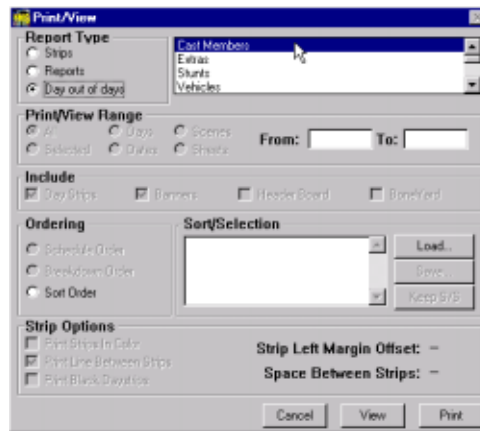 Print/View
Report Type
Strips
Reports
Day out of days
Cast Members
Extras
Stunts
Vehicles
Print/View Range
All Days Scenes
Selected Dates Sheets
From: To:
Include
Day Strips Banners Header Board BoneYard
Ordering
Schedule Order
Breakdown Order
Sort Order
Sort/Selection
Load..
Save...
Keep S/S
Strip Options
Print Strips In Color
Print Line Between Strips
Print Black Daystrips
Strip Left Margin Offset: –
Space Between Strips: –
Cancel View Print